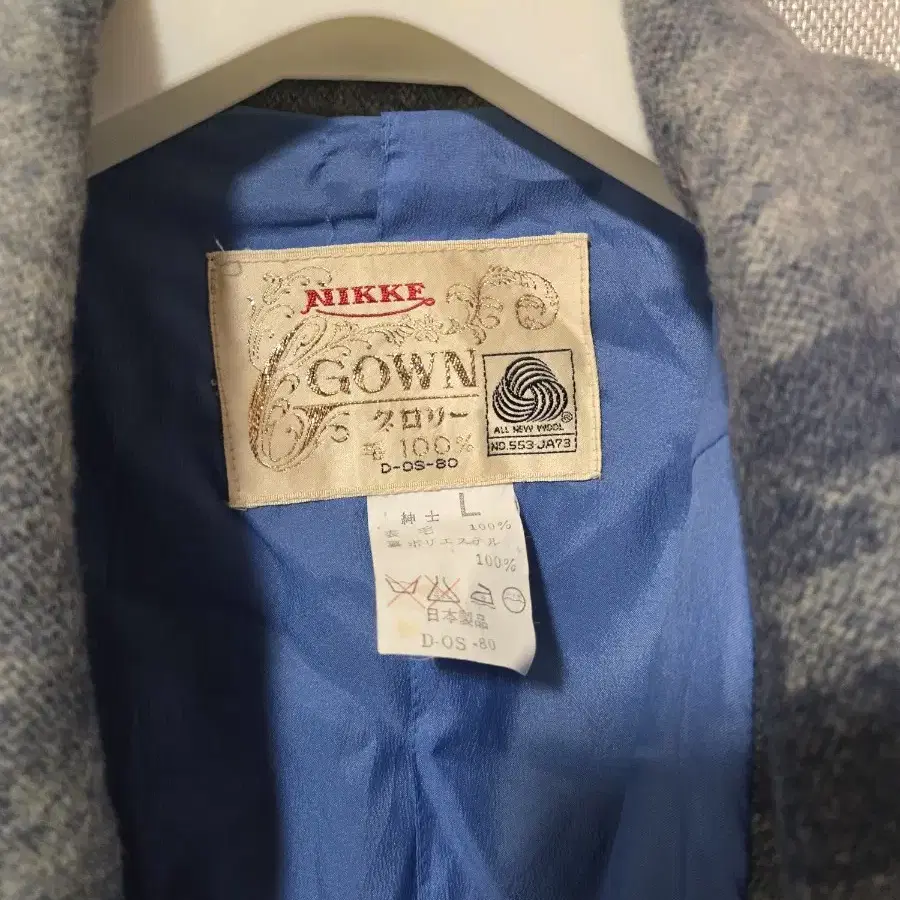 NIKKE
GOWN
グロリー
毛 100%
D-OS-80
ALL NEW WOOL
NO.553-JA73
紳士 L
表 毛 100%
裏 ポリエステル
100%
日本製品
D-OS-80